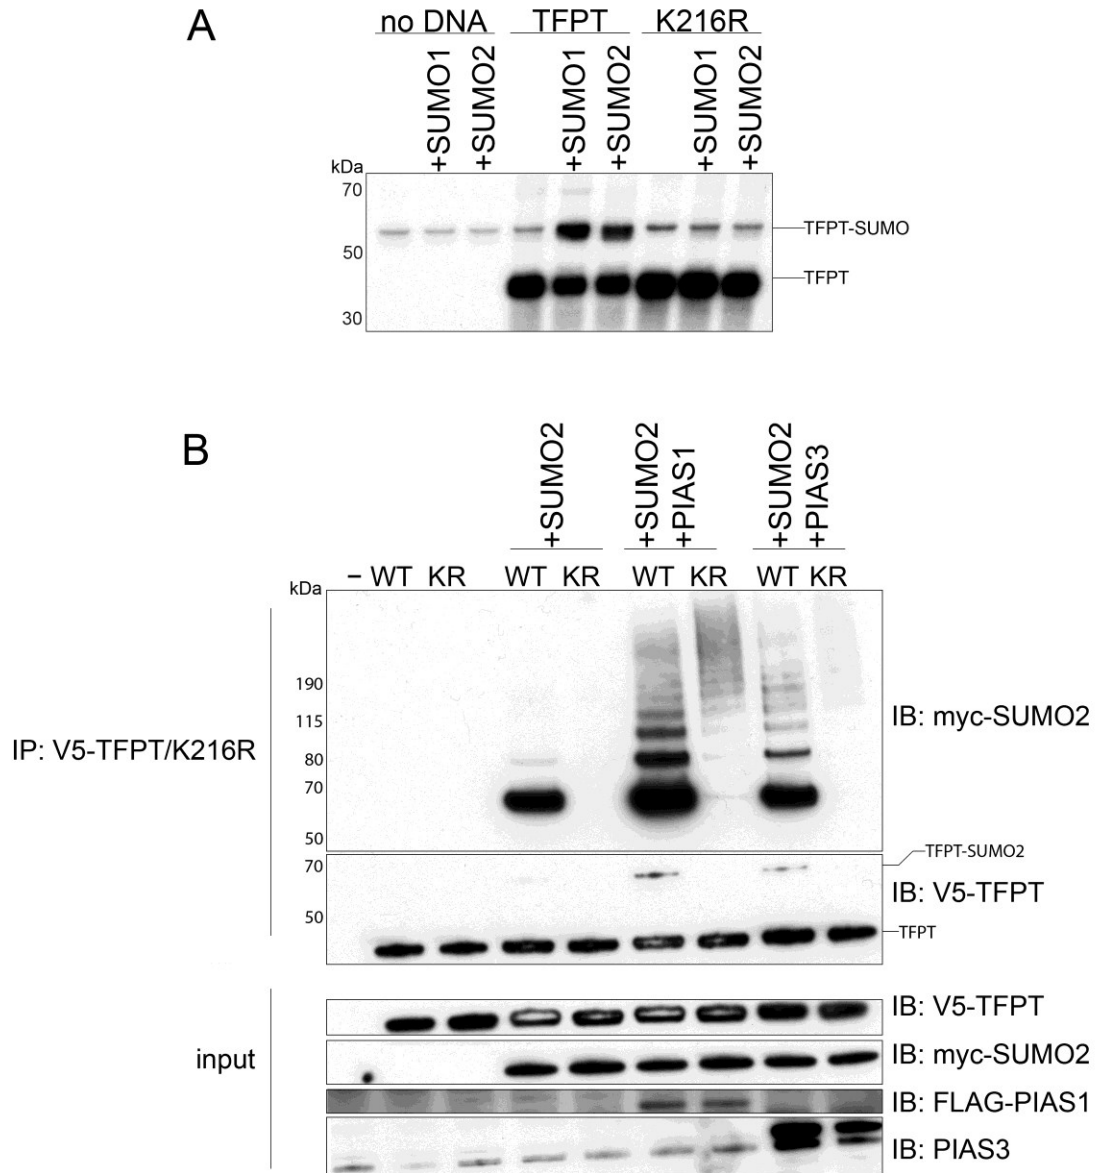 A
no DNA TFPT K216R
+SUMO1 +SUMO2 +SUMO1 +SUMO2 +SUMO1 +SUMO2
kDa
70
TFPT-SUMO
50
TFPT
30
B
+SUMO2 +SUMO2 +PIAS1 +SUMO2 +PIAS3
– WT KR WT KR WT KR WT KR
kDa
190
115
IB: myc-SUMO2
IP: V5-TFPT/K216R
80
70
50
TFPT-SUMO2
70
IB: V5-TFPT
50
TFPT
IB: V5-TFPT
input
IB: myc-SUMO2
IB: FLAG-PIAS1
IB: PIAS3